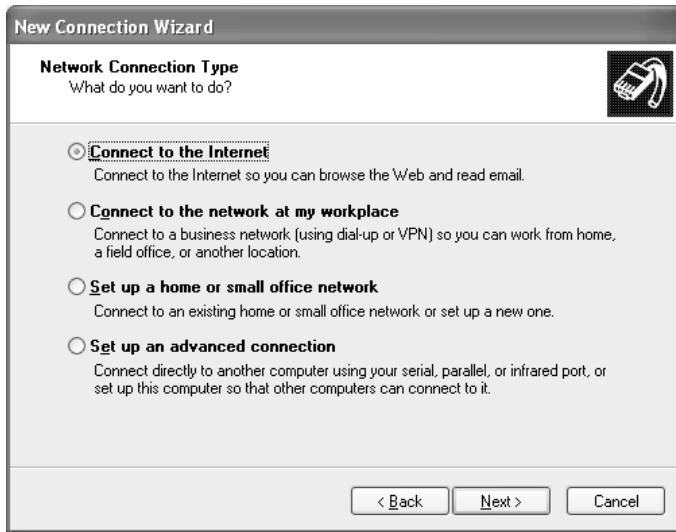 New Connection Wizard
Network Connection Type
What do you want to do?
Connect to the Internet
Connect to the Internet so you can browse the Web and read email.
Connect to the network at my workplace
Connect to a business network (using dial-up or VPN) so you can work from home,
a field office, or another location.
Set up a home or small office network
Connect to an existing home or small office network or set up a new one.
Set up an advanced connection
Connect directly to another computer using your serial, parallel, or infrared port, or
set up this computer so that other computers can connect to it.
< Back Next > Cancel